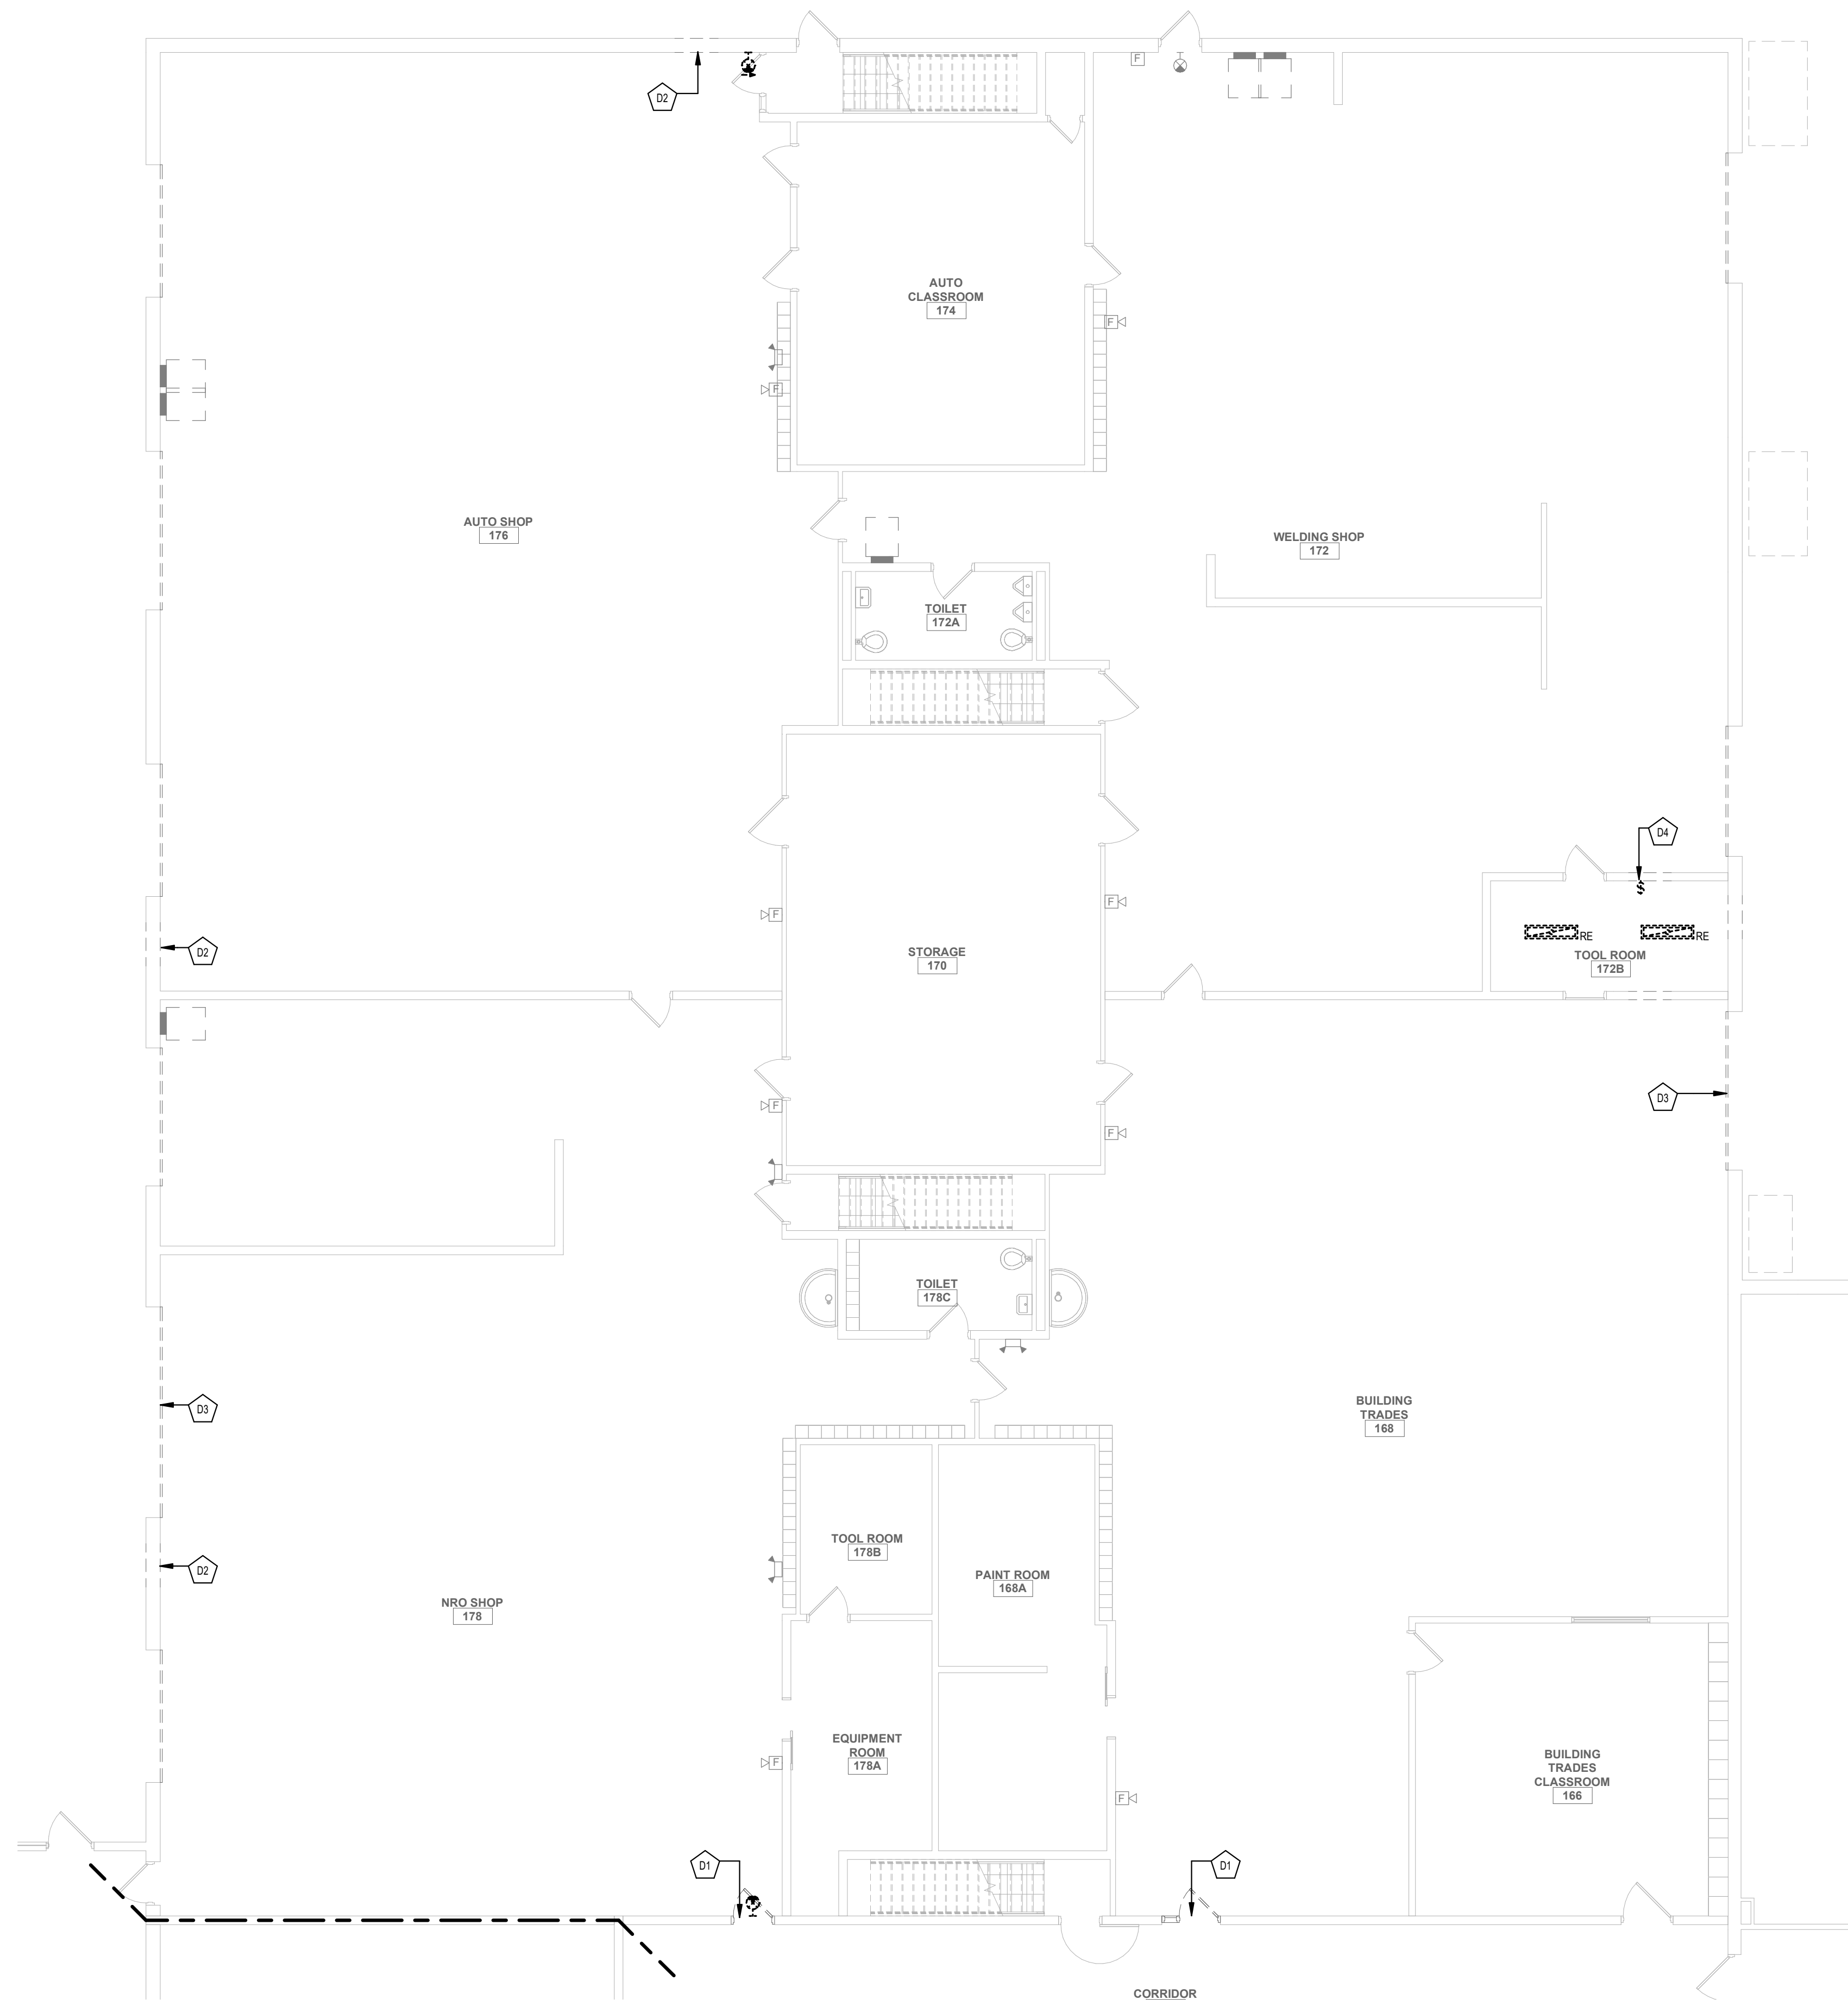 D2
F
AUTO
CLASSROOM
174
F
F
AUTO SHOP
176
WELDING SHOP
172
TOILET
172A
D4
$
F
F
RE
RE
D2
STORAGE
170
TOOL ROOM
172B
D3
F
F
TOILET
178C
D3
BUILDING
TRADES
168
TOOL ROOM
178B
D2
PAINT ROOM
168A
NRO SHOP
178
EQUIPMENT
ROOM
178A
F
BUILDING
TRADES
CLASSROOM
166
F
D1
D1
CORRIDOR